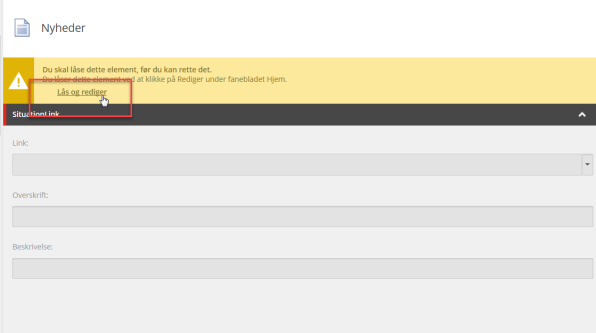 Nyheder
Du skal låse dette element, før du kan rette det.
Du låser dette element ved at klikke på Rediger under fanebladet Hjem.
Lås og rediger
SituationLink
Link:
Overskrift:
Beskrivelse: